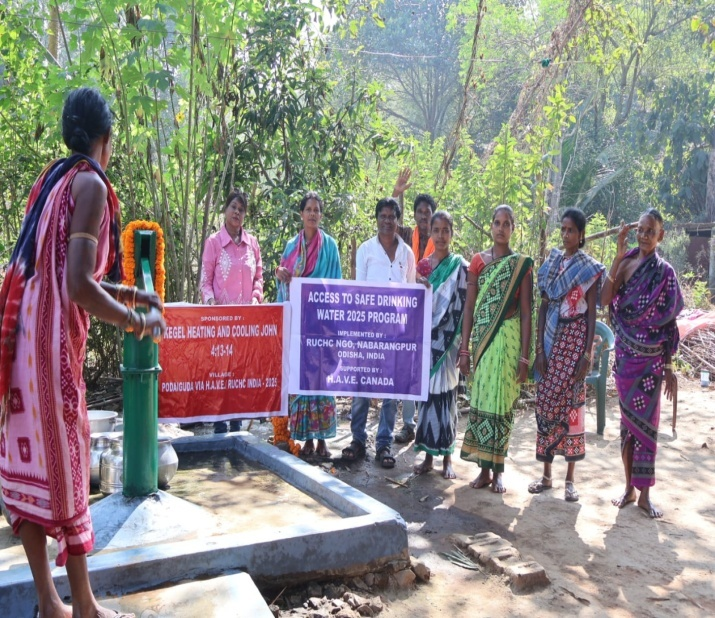 SPONSORED BY :
KEGEL HEATING AND COOLING JOHN
4:13-14
VILLAGE :
PODAIGUDA VIA H.A.V.E/ RUCHC INDIA - 2025
ACCESS TO SAFE DRINKING
WATER 2025 PROGRAM
IMPLEMENTED BY :
RUCHC NGO, NABARANGPUR
ODISHA, INDIA
SUPPORTED BY :
H.A.V.E. CANADA